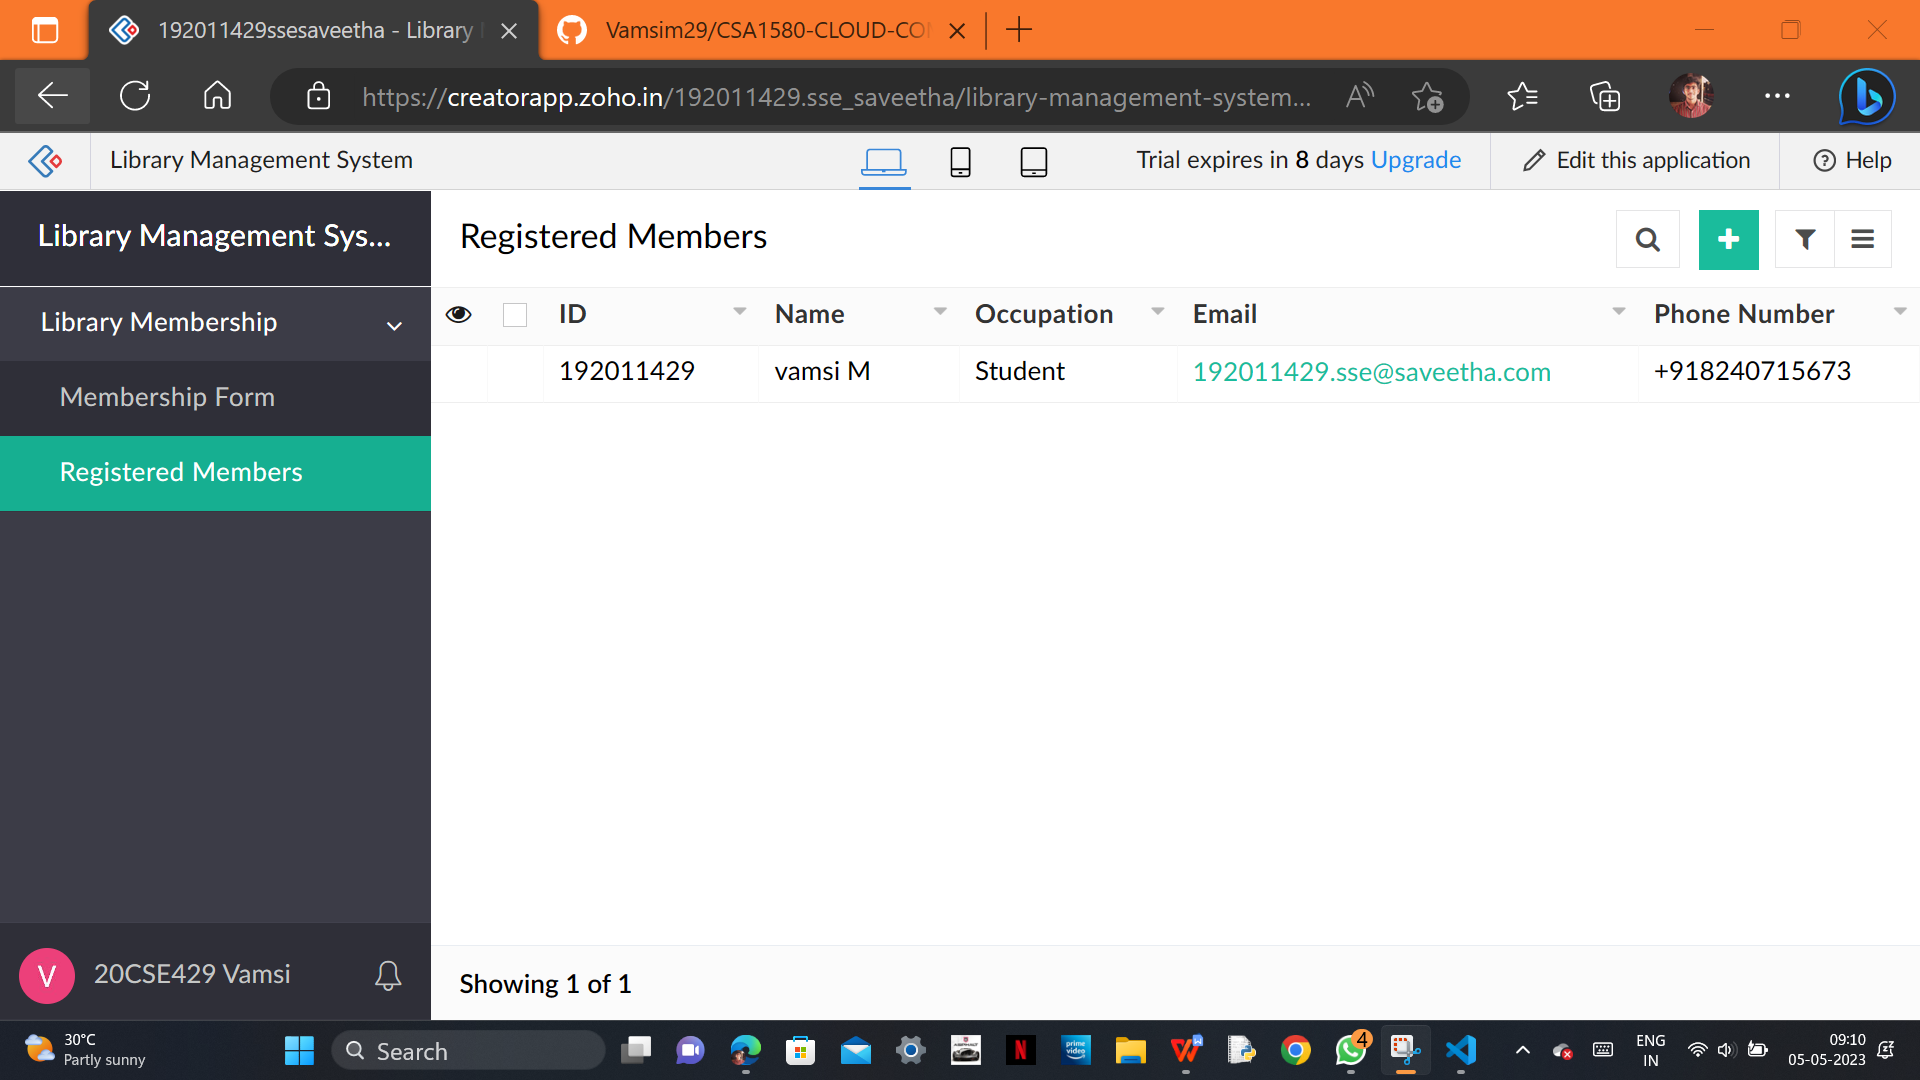 192011429ssesaveetha - Library
Vamsim29/CSA1580-CLOUD-CO
https://creatorapp.zoho.in/192011429.sse_saveetha/library-management-system...
Library Management System
Trial expires in 8 days Upgrade
Edit this application
Help
Library Management Sys...
Registered Members
Library Membership
ID Name Occupation Email Phone Number
192011429 vamsi M Student 192011429.sse@saveetha.com +918240715673
Membership Form
Registered Members
V 20CSE429 Vamsi
Showing 1 of 1
30°C
Partly sunny
Search
prime video
4
ENG
IN
09:10
05-05-2023